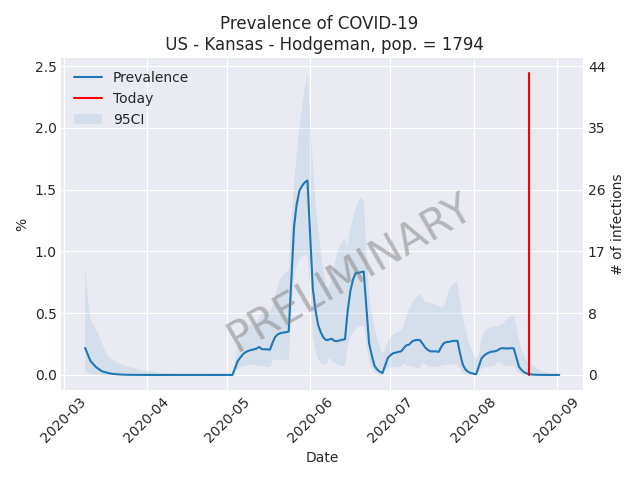 Prevalence of COVID-19
US - Kansas - Hodgeman, pop. = 1794
2.5
2.0
1.5
1.0
0.5
0.0
%
Prevalence
Today
95CI
PRELIMINARY
44
35
26
17
8
0
# of infections
2020-03
2020-04
2020-05
2020-06
2020-07
2020-08
2020-09
Date